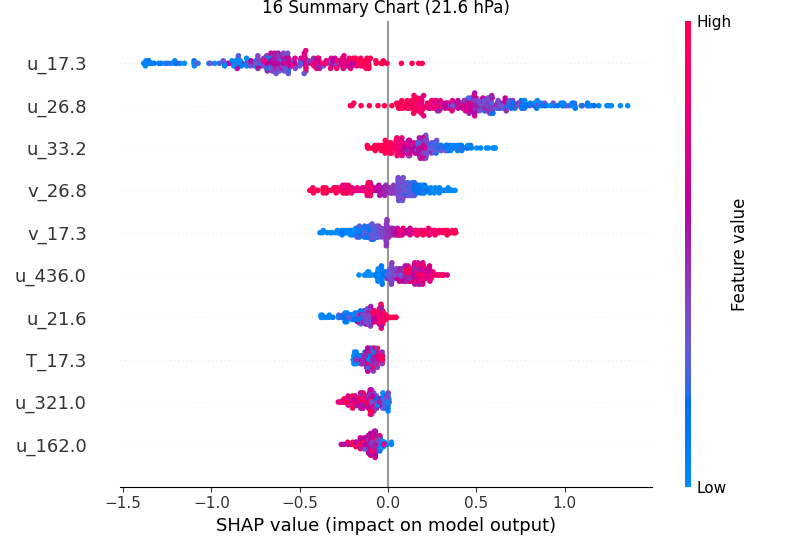 16 Summary Chart (21.6 hPa)
High
u_17.3
u_26.8
u_33.2
v_26.8
v_17.3
u_436.0
u_21.6
T_17.3
u_321.0
u_162.0
Feature value
Low
−1.5 −1.0 −0.5 0.0 0.5 1.0
SHAP value (impact on model output)